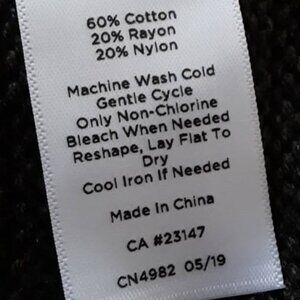 60% Cotton
20% Rayon
20% Nylon
Machine Wash Cold
Gentle Cycle
Only Non-Chlorine
Bleach When Needed
Reshape, Lay Flat To
Dry
Cool Iron If Needed
Made In China
CA #23147
CN4982 05/19